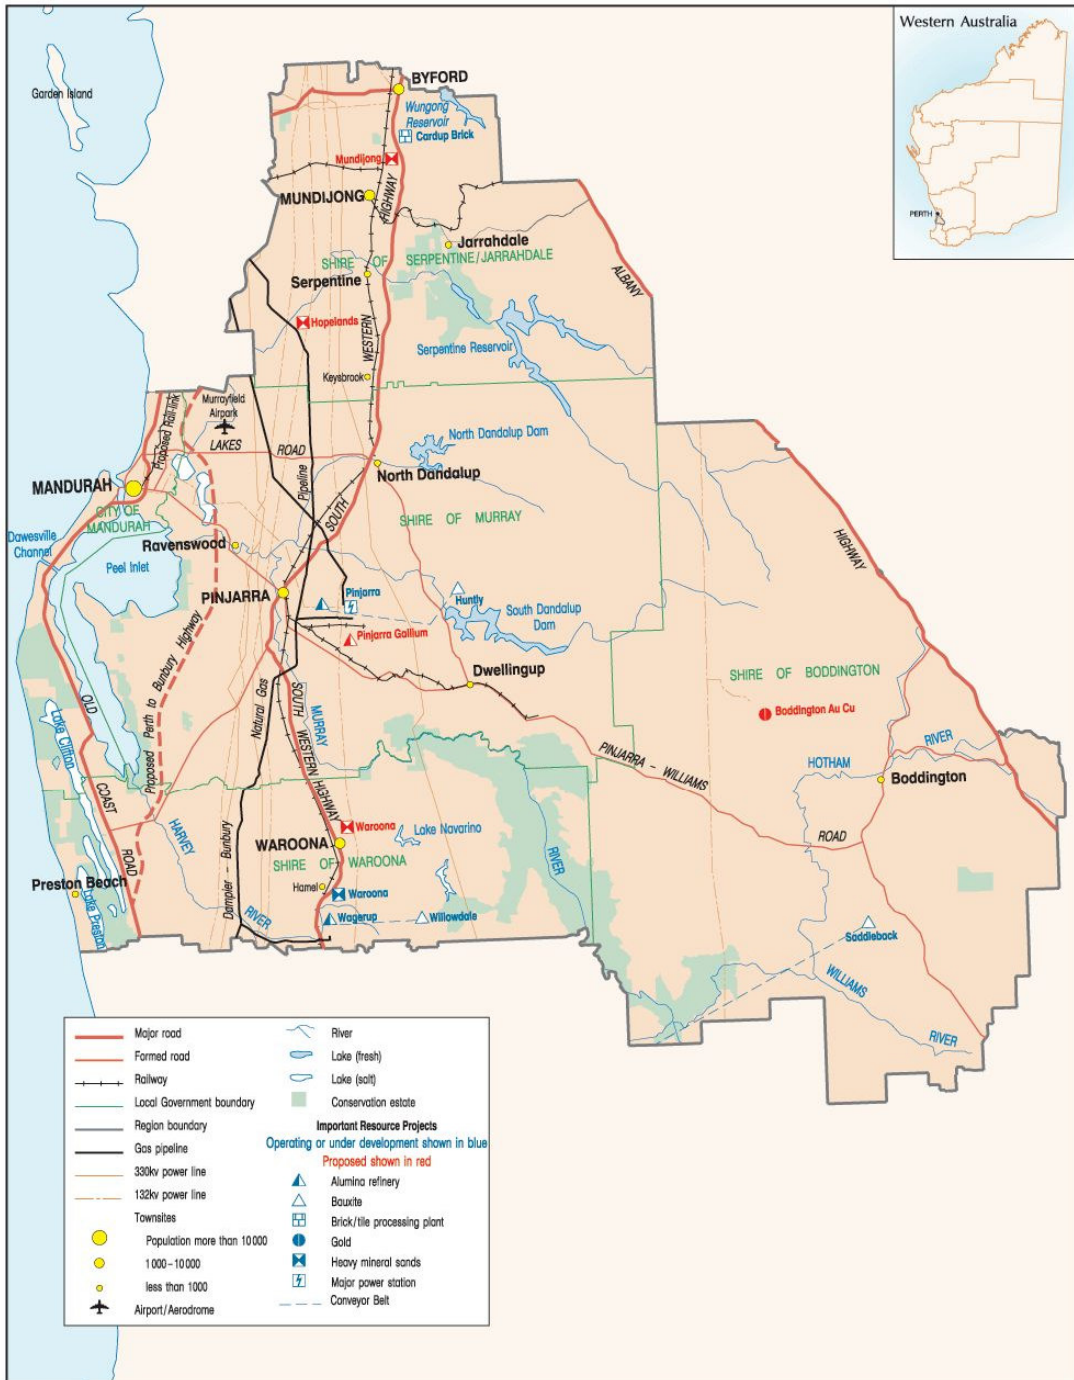 Western Australia
PERTH
Garden Island
BYFORD
Wungong
Reservoir
Cardup Brick
Mundijong
MUNDIJONG
HIGHWAY
Jarrahdale
SHIRE OF SERPENTINE/JARRAHDALE
ALBANY
Serpentine
Hopelands
WESTERN
Serpentine Reservoir
Keysbrook
Murrayfield
Airpark
Proposed Rail-link
LAKES ROAD
North Dandalup Dam
Pipeline
North Dandalup
MANDURAH
CITY OF
MANDURAH
SOUTH
SHIRE OF MURRAY
Dawesville
Channel
Ravenswood
HIGHWAY
Peel Inlet
PINJARRA
Pinjarra
Huntly
South Dandalup
Dam
Pinjarra Gallium
Proposed Perth to Bunbury Highway
Dwellingup
SHIRE OF BODDINGTON
OLD
Natural Gas
SOUTH WESTERN HIGHWAY
MURRAY
Boddington Au Cu
Lake Clifton
RIVER
PINJARRA – WILLIAMS
HOTHAM
Boddington
COAST
HARVEY
Waroona
Lake Navarino
WAROONA
ROAD
ROAD
SHIRE OF WAROONA
RIVER
Preston Beach
Hamel
Waroona
Dampier – Bunbury
Lake Preston
RIVER
Wagerup
Willowdale
Saddleback
WILLIAMS
RIVER
Major road
Formed road
Railway
Local Government boundary
Region boundary
Gas pipeline
330kv power line
132kv power line
Townsites
Population more than 10000
1000–10000
less than 1000
Airport/Aerodrome
River
Lake (fresh)
Lake (salt)
Conservation estate
Important Resource Projects
Operating or under development shown in blue
Proposed shown in red
Alumina refinery
Bauxite
Brick/tile processing plant
Gold
Heavy mineral sands
Major power station
Conveyor Belt